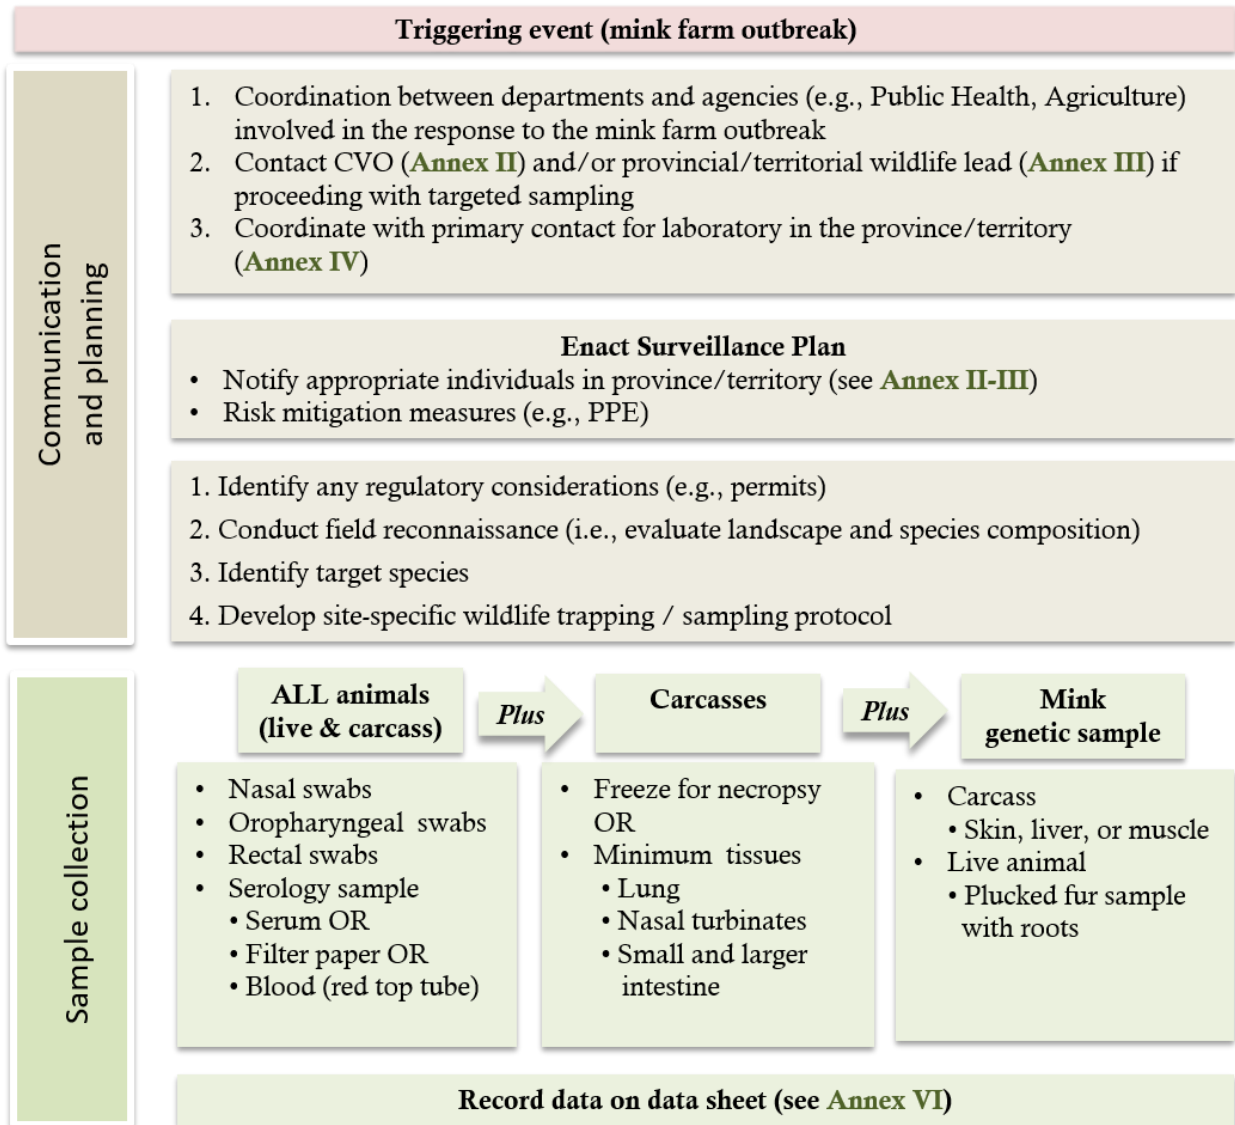 Triggering event (mink farm outbreak)
Communication
and planning
1. Coordination between departments and agencies (e.g., Public Health, Agriculture)
involved in the response to the mink farm outbreak
2. Contact CVO (Annex II) and/or provincial/territorial wildlife lead (Annex III) if
proceeding with targeted sampling
3. Coordinate with primary contact for laboratory in the province/territory
(Annex IV)
Enact Surveillance Plan
• Notify appropriate individuals in province/territory (see Annex II-III)
• Risk mitigation measures (e.g., PPE)
1. Identify any regulatory considerations (e.g., permits)
2. Conduct field reconnaissance (i.e., evaluate landscape and species composition)
3. Identify target species
4. Develop site-specific wildlife trapping / sampling protocol
Sample collection
ALL animals
(live & carcass)
Plus
Carcasses
Plus
Mink
genetic sample
• Nasal swabs
• Oropharyngeal swabs
• Rectal swabs
• Serology sample
• Serum OR
• Filter paper OR
• Blood (red top tube)
• Freeze for necropsy
OR
• Minimum tissues
• Lung
• Nasal turbinates
• Small and larger
intestine
• Carcass
• Skin, liver, or muscle
• Live animal
• Plucked fur sample
with roots
Record data on data sheet (see Annex VI)